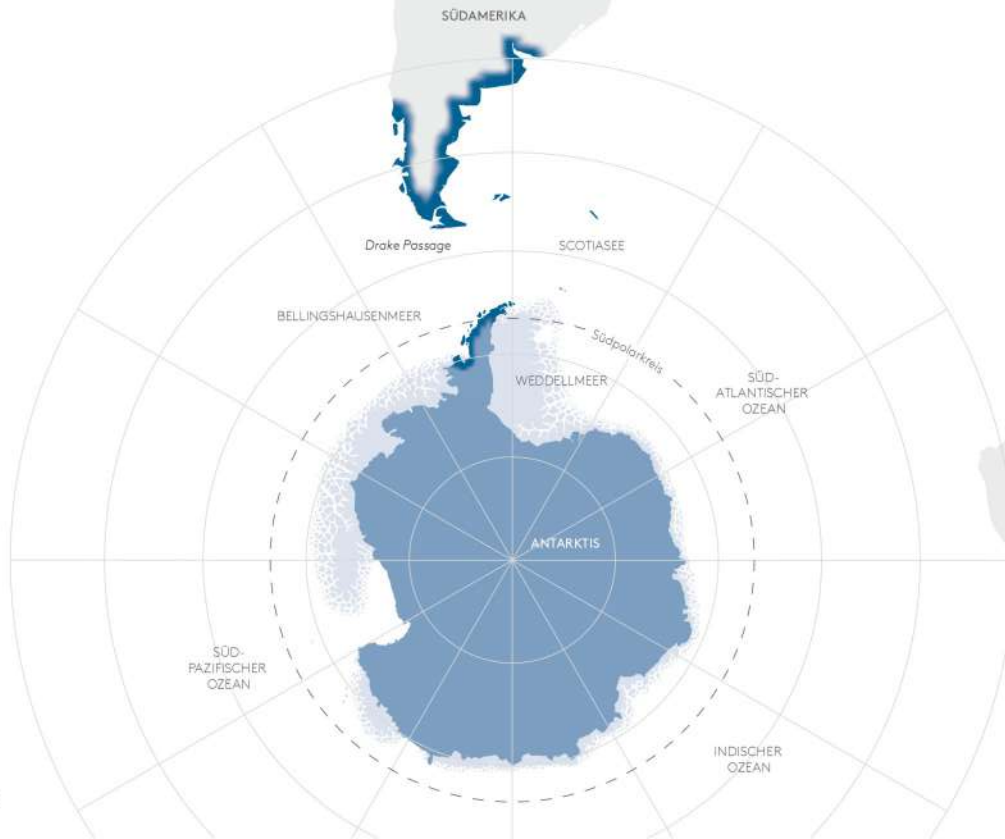 SÜDAMERIKA
Drake Passage
SCOTIASEE
BELLINGSHAUSENMEER
Südpolarkreis
WEDDELLMEER
SÜD-
ATLANTISCHER
OZEAN
ANTARKTIS
SÜD-
PAZIFISCHER
OZEAN
INDISCHER
OZEAN